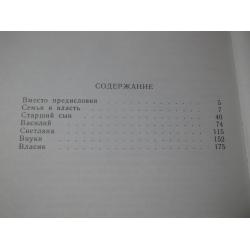 СОДЕРЖАНИЕ
Вместо предисловия . . . . . . . . . . 5
Семья и власть . . . . . . . . . . 7
Старший сын . . . . . . . . . . 40
Василий . . . . . . . . . . 74
Светлана . . . . . . . . . . 115
Внуки . . . . . . . . . . 152
Власик . . . . . . . . . . 175